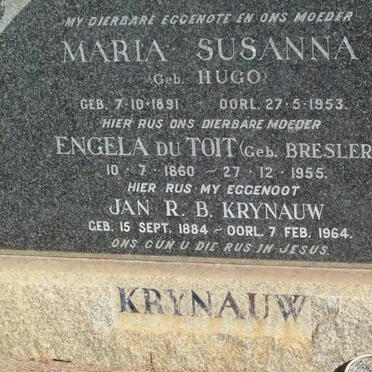 MY DIERBARE EGGENOTE EN ONS MOEDER
MARIA SUSANNA
(Geb. HUGO)
GEB. 7-10-1891 - OORL. 27-5-1953.
HIER RUS ONS DIERBARE MOEDER
ENGELA DU TOIT (Geb. BRESLER
10-7-1860 - 27-12-1955.
HIER RUS MY EGGENOOT
JAN R. B. KRYNAUW
GEB. 15 SEPT. 1884 - OORL. 7 FEB. 1964.
ONS GUN U DIE RUS IN JESUS.
KRYNAUW